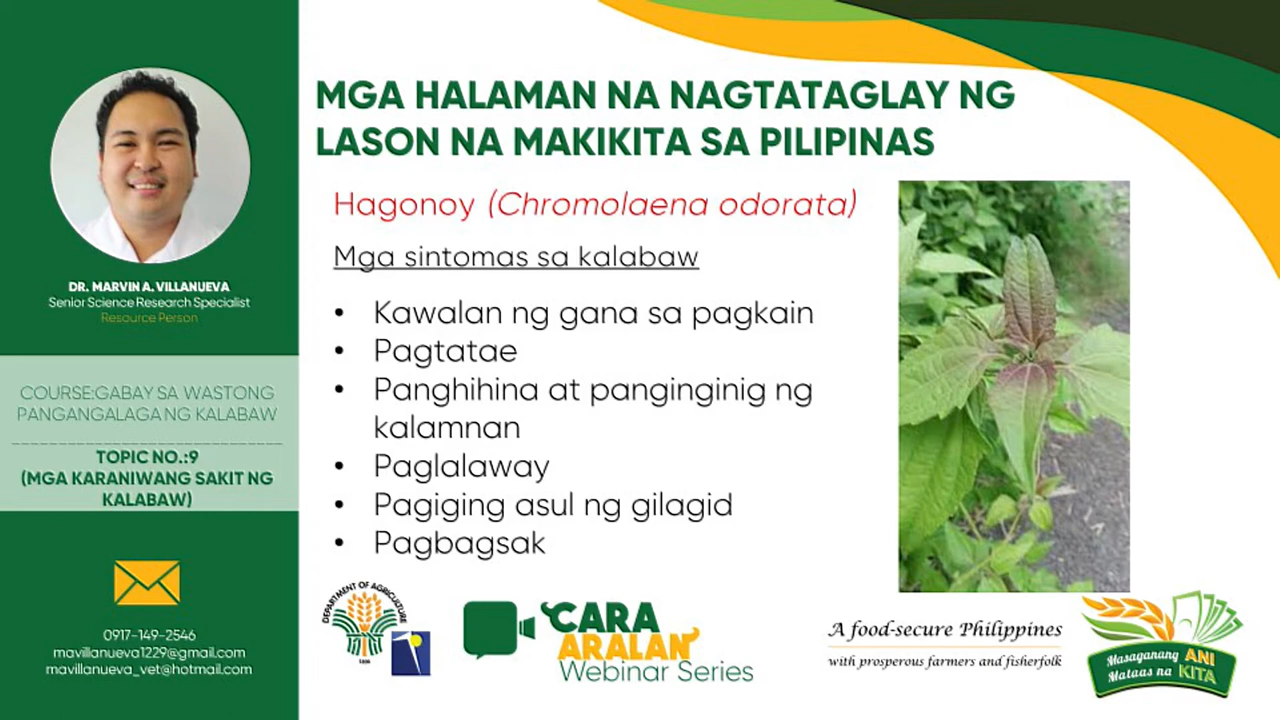 MGA HALAMAN NA NAGTATAGLAY NG
LASON NA MAKIKITA SA PILIPINAS
Hagonoy (Chromolaena odorata)
Mga sintomas sa kalabaw
• Kawalan ng gana sa pagkain
• Pagtatae
• Panghihina at panginginig ng
kalamnan
• Paglalaway
• Pagiging asul ng gilagid
• Pagbagsak
DR. MARVIN A. VILLANUEVA
Senior Science Research Specialist
Resource Person
COURSE:GABAY SA WASTONG
PANGANGALAGA NG KALABAW
TOPIC NO.:9
(MGA KARANIWANG SAKIT NG
KALABAW)
0917-149-2546
mavillanueva1229@gmail.com
mavillanueva_vet@hotmail.com
DEPARTMENT OF AGRICULTURE
1898
CARA
ARALAN
Webinar Series
A food-secure Philippines
with prosperous farmers and fisherfolk
Masaganang ANI
Mataas na KITA